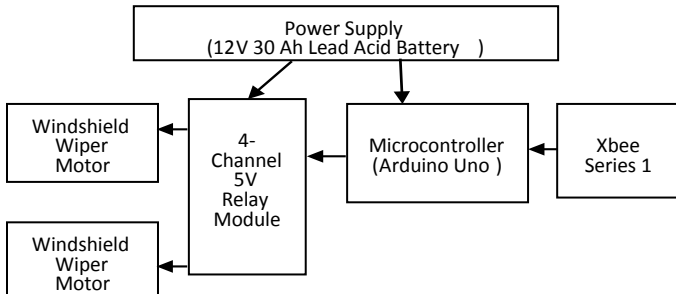 Power Supply
(12V 30 Ah Lead Acid Battery )
Windshield
Wiper
Motor
4-
Channel
5V
Relay
Module
Microcontroller
(Arduino Uno )
Xbee
Series 1
Windshield
Wiper
Motor